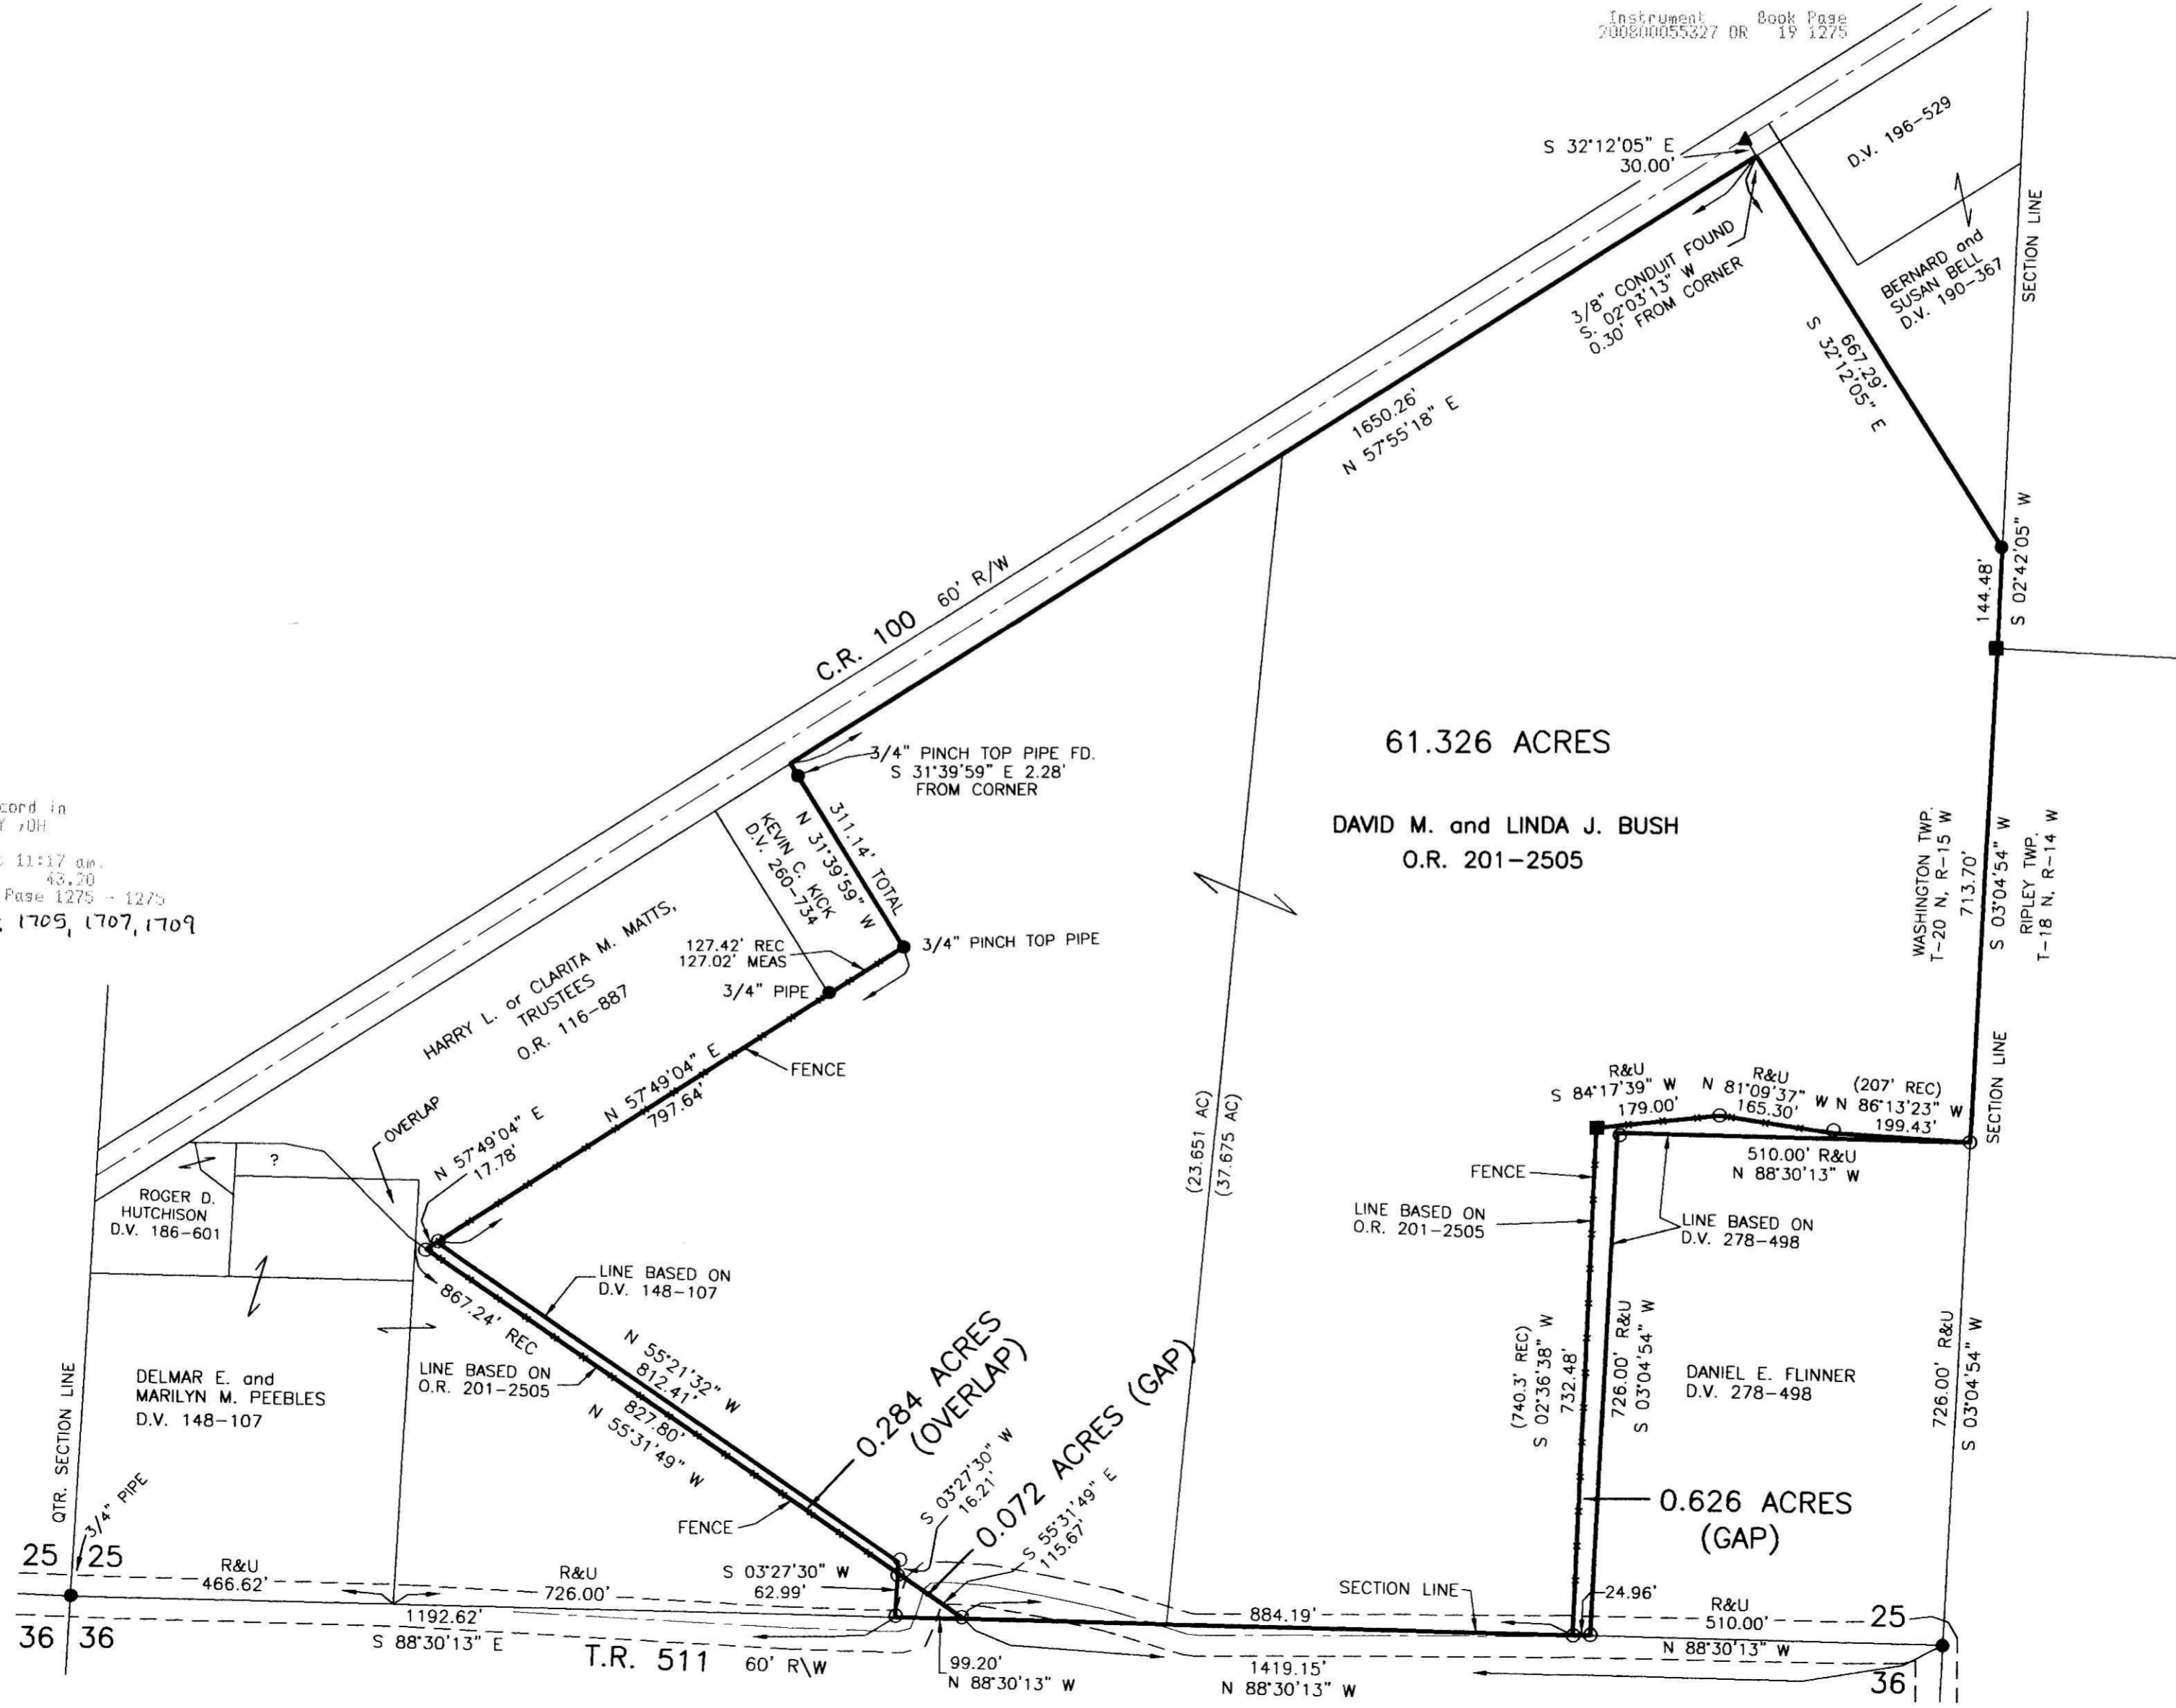 Instrument Book Page
200800055327 OR 19 1275
S 32°12'05" E
30.00'
D.V. 196-529
SECTION LINE
BERNARD and
SUSAN BELL
D.V. 190-367
3/8" CONDUIT FOUND
S. 02°03'13" W
0.30' FROM CORNER
667.29'
S 32°12'05" E
1650.26'
N 57°55'18" E
144.48'
S 02°42'05" W
C.R. 100 60' R/W
61.326 ACRES
DAVID M. and LINDA J. BUSH
O.R. 201-2505
3/4" PINCH TOP PIPE FD.
S 31°39'59" E 2.28'
FROM CORNER
311.14' TOTAL
N 31°39'59" W
KEVIN C. KICK
D.V. 260-734
cord in
Y ,OH
11:17 am.
43.20
Page 1275 - 1275
1705, 1707, 1709
127.42' REC
127.02' MEAS
3/4" PINCH TOP PIPE
3/4" PIPE
HARRY L. or CLARITA M. MATTS,
TRUSTEES
O.R. 116-887
WASHINGTON TWP.
T-20 N, R-15 W
713.70'
S 03°04'54" W
RIPLEY TWP.
T-18 N, R-14 W
SECTION LINE
FENCE
N 57°49'04" E
797.64'
OVERLAP
N 57°49'04" E
17.78'
?
ROGER D.
HUTCHISON
D.V. 186-601
(23.651 AC)
(37.675 AC)
R&U
S 84°17'39" W
179.00'
R&U
N 81°09'37" W
165.30'
(207' REC)
N 86°13'23" W
199.43'
510.00' R&U
N 88°30'13" W
FENCE
LINE BASED ON
O.R. 201-2505
LINE BASED ON
D.V. 278-498
LINE BASED ON
D.V. 148-107
867.24' REC
LINE BASED ON
O.R. 201-2505
N 55°21'32" W
812.41'
827.80'
N 55°31'49" W
DELMAR E. and
MARILYN M. PEEBLES
D.V. 148-107
0.284 ACRES
(OVERLAP)
0.072 ACRES (GAP)
S 03°27'30" W
16.21'
S 55°31'49" E
115.67'
(740.3' REC)
S 02°36'38" W
732.48'
726.00' R&U
S 03°04'54" W
DANIEL E. FLINNER
D.V. 278-498
726.00' R&U
S 03°04'54" W
0.626 ACRES
(GAP)
QTR. SECTION LINE
3/4" PIPE
FENCE
25 25
R&U
466.62'
R&U
726.00'
S 03°27'30" W
62.99'
SECTION LINE
24.96'
884.19'
R&U
510.00'
25
1192.62'
S 88°30'13" E
36 36
T.R. 511 60' R\W
99.20'
N 88°30'13" W
1419.15'
N 88°30'13" W
N 88°30'13" W
36